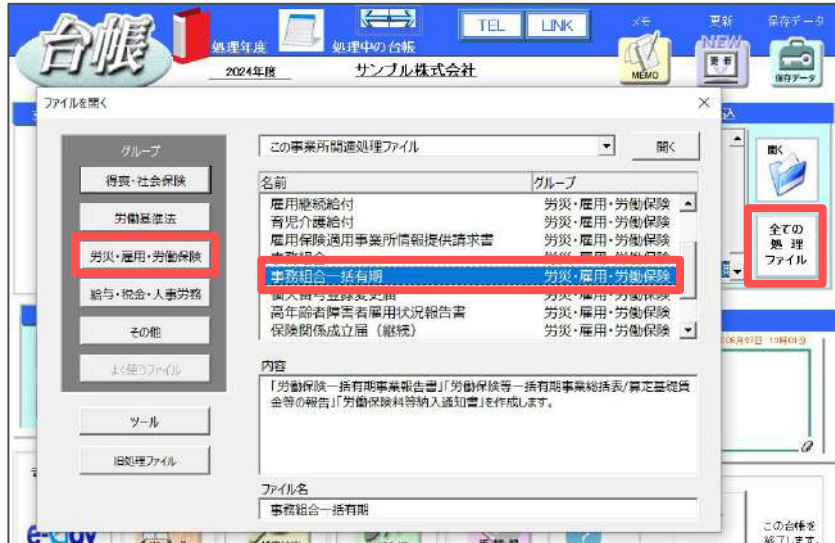 台帳
処理年度
2024年度
処理中の台帳
サンプル株式会社
TEL
LINK
メモ
MEMO
更新
NEW
更新
保存データ
保存データ
ファイルを開く
グループ
得喪・社会保険
労働基準法
労災・雇用・労働保険
給与・税金・人事労務
その他
よく使うファイル
ツール
旧処理ファイル
この事業所関連処理ファイル
開く
名前 グループ
雇用継続給付 労災・雇用・労働保険
育児介護給付 労災・雇用・労働保険
雇用保険適用事業所情報提供請求書 労災・雇用・労働保険
事務組合一括有期 労災・雇用・労働保険
高年齢者障害者雇用状況報告書 労災・雇用・労働保険
保険関係成立届（継続） 労災・雇用・労働保険
内容
「労働保険一括有期事業報告書」「労働保険等一括有期事業総括表/算定基礎賃
金等の報告」「労働保険料等納入通知書」を作成します。
ファイル名
事務組合一括有期
開く
全ての
処 理
ファイル
この台帳を
終了します。